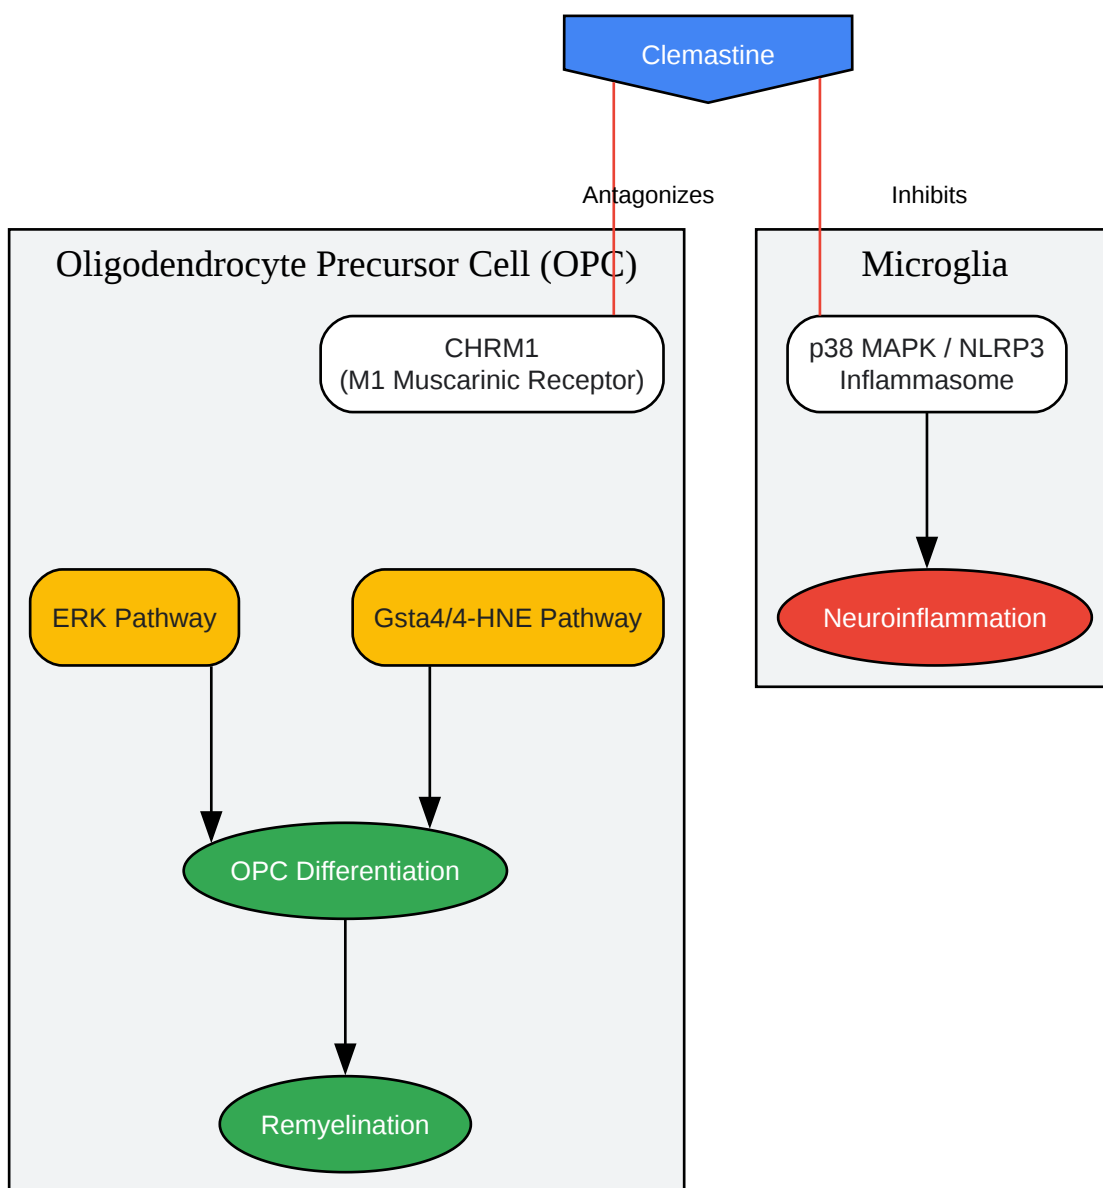 Clemastine
Antagonizes
Inhibits
Oligodendrocyte Precursor Cell (OPC)
Microglia
CHRM1
(M1 Muscarinic Receptor)
p38 MAPK / NLRP3
Inflammasome
ERK Pathway
Gsta4/4-HNE Pathway
Neuroinflammation
OPC Differentiation
Remyelination